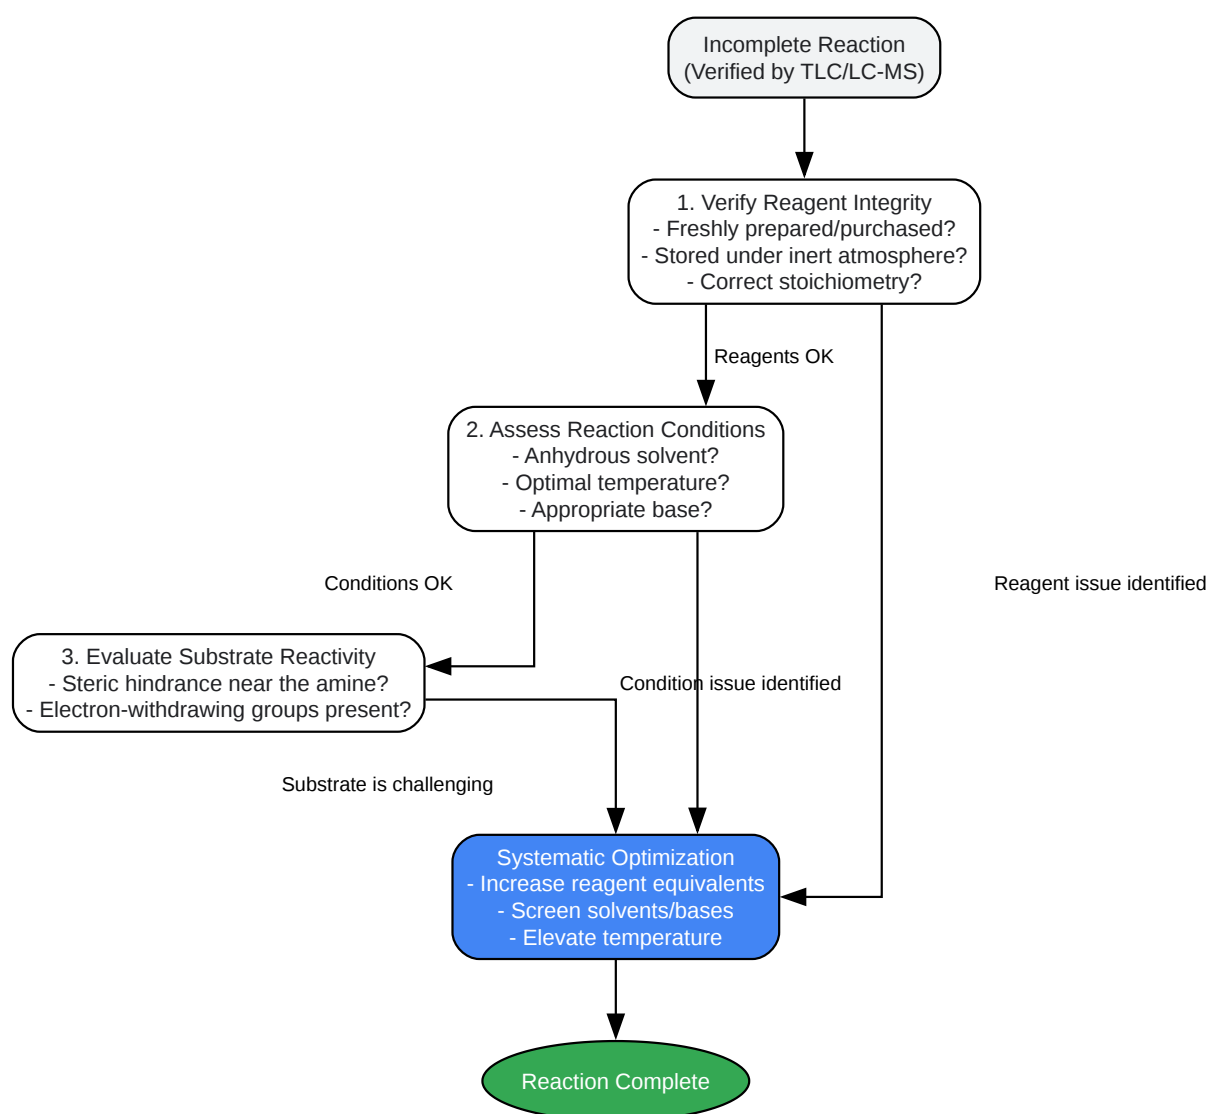 Incomplete Reaction
(Verified by TLC/LC-MS)
1. Verify Reagent Integrity
- Freshly prepared/purchased?
- Stored under inert atmosphere?
- Correct stoichiometry?
Reagents OK
2. Assess Reaction Conditions
- Anhydrous solvent?
- Optimal temperature?
- Appropriate base?
Conditions OK
Reagent issue identified
3. Evaluate Substrate Reactivity
- Steric hindrance near the amine?
- Electron-withdrawing groups present?
Condition issue identified
Substrate is challenging
Systematic Optimization
- Increase reagent equivalents
- Screen solvents/bases
- Elevate temperature
Reaction Complete